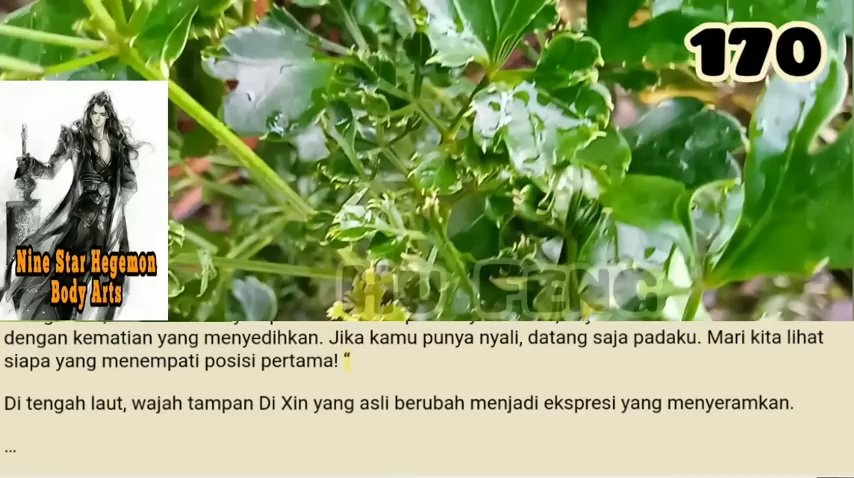 170
Nine Star Hegemon
Body Arts
dengan kematian yang menyedihkan. Jika kamu punya nyali, datang saja padaku. Mari kita lihat
siapa yang menempati posisi pertama! “
Di tengah laut, wajah tampan Di Xin yang asli berubah menjadi ekspresi yang menyeramkan.
...